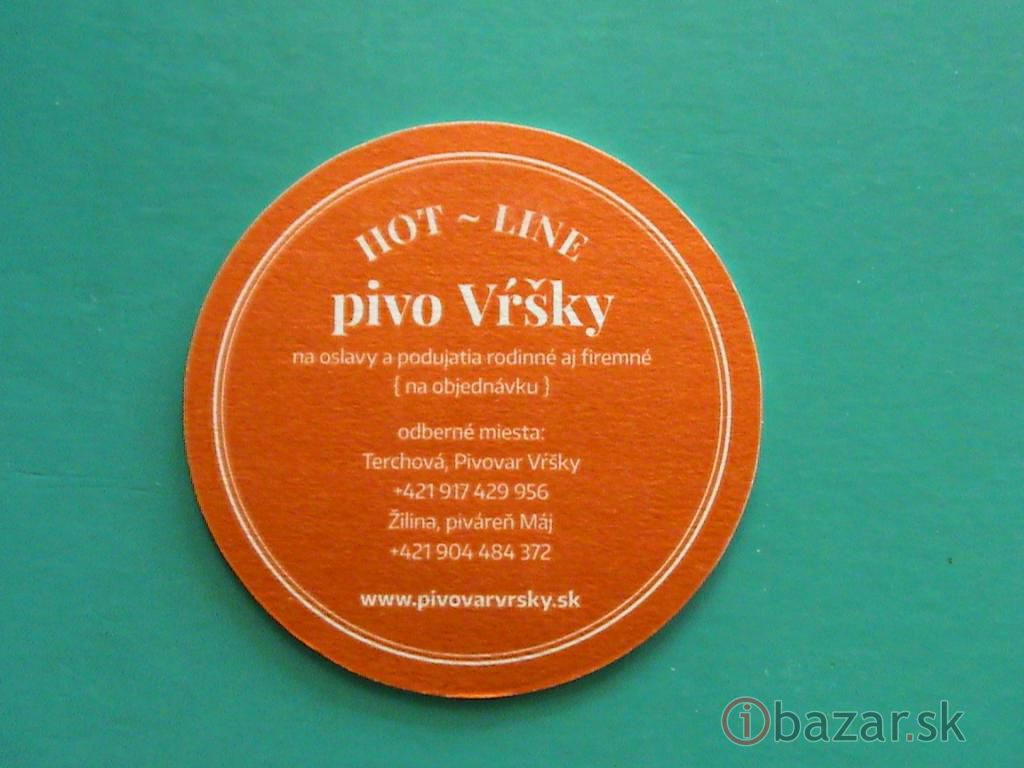 HOT ~ LINE
pivo Vŕšky
na oslavy a podujatia rodinné aj firemné
{ na objednávku }
odberné miesta:
Terchová, Pivovar Vŕšky
+421 917 429 956
Žilina, piváreň Máj
+421 904 484 372
www.pivovarvrsky.sk
ibazar.sk